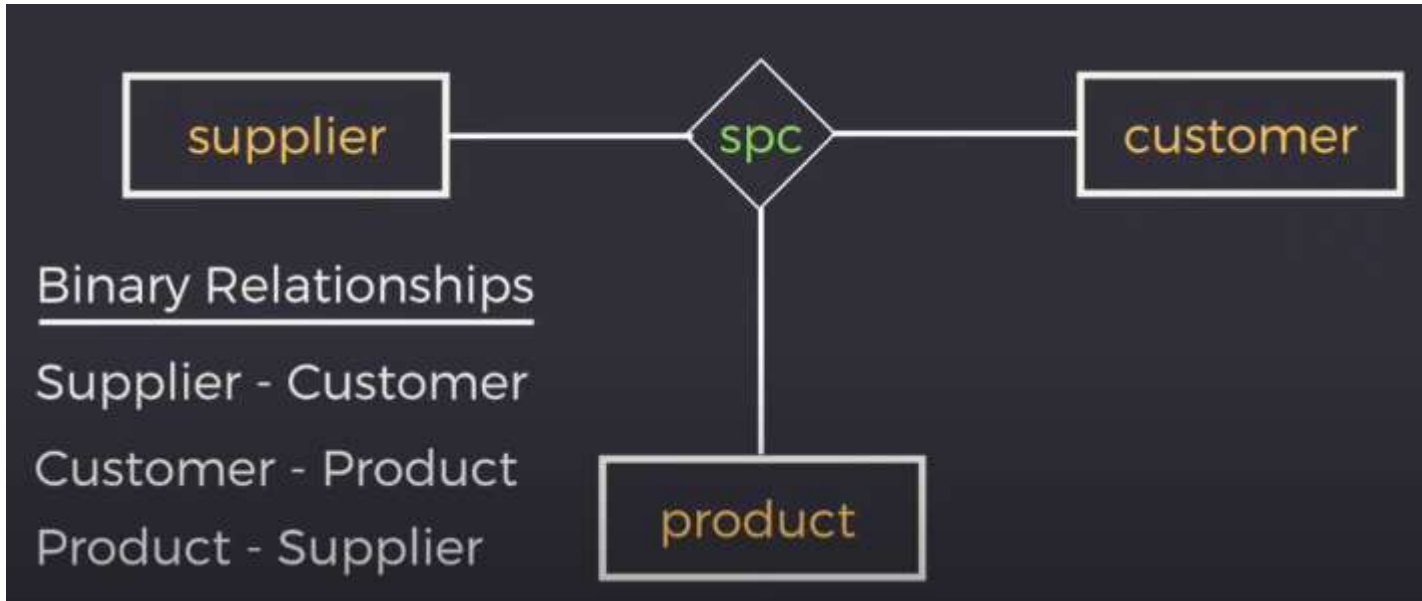 supplier
spc
customer
Binary Relationships
Supplier - Customer
Customer - Product
Product - Supplier
product